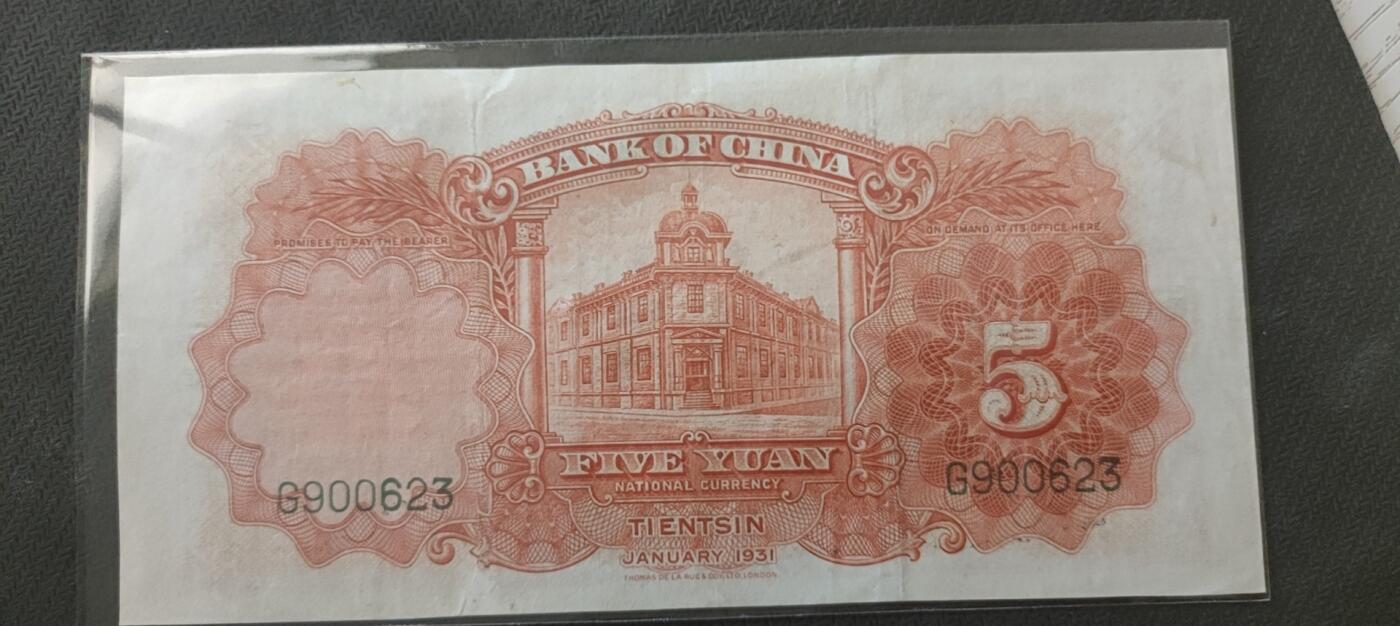 BANK OF CHINA
PROMISES TO PAY THE BEARER
ON DEMAND AT ITS OFFICE HERE
5
FIVE YUAN
G900623
G900623
NATIONAL CURRENCY
TIENTSIN
JANUARY 1931
THOMAS DE LA RUE & CO. LTD. LONDON.